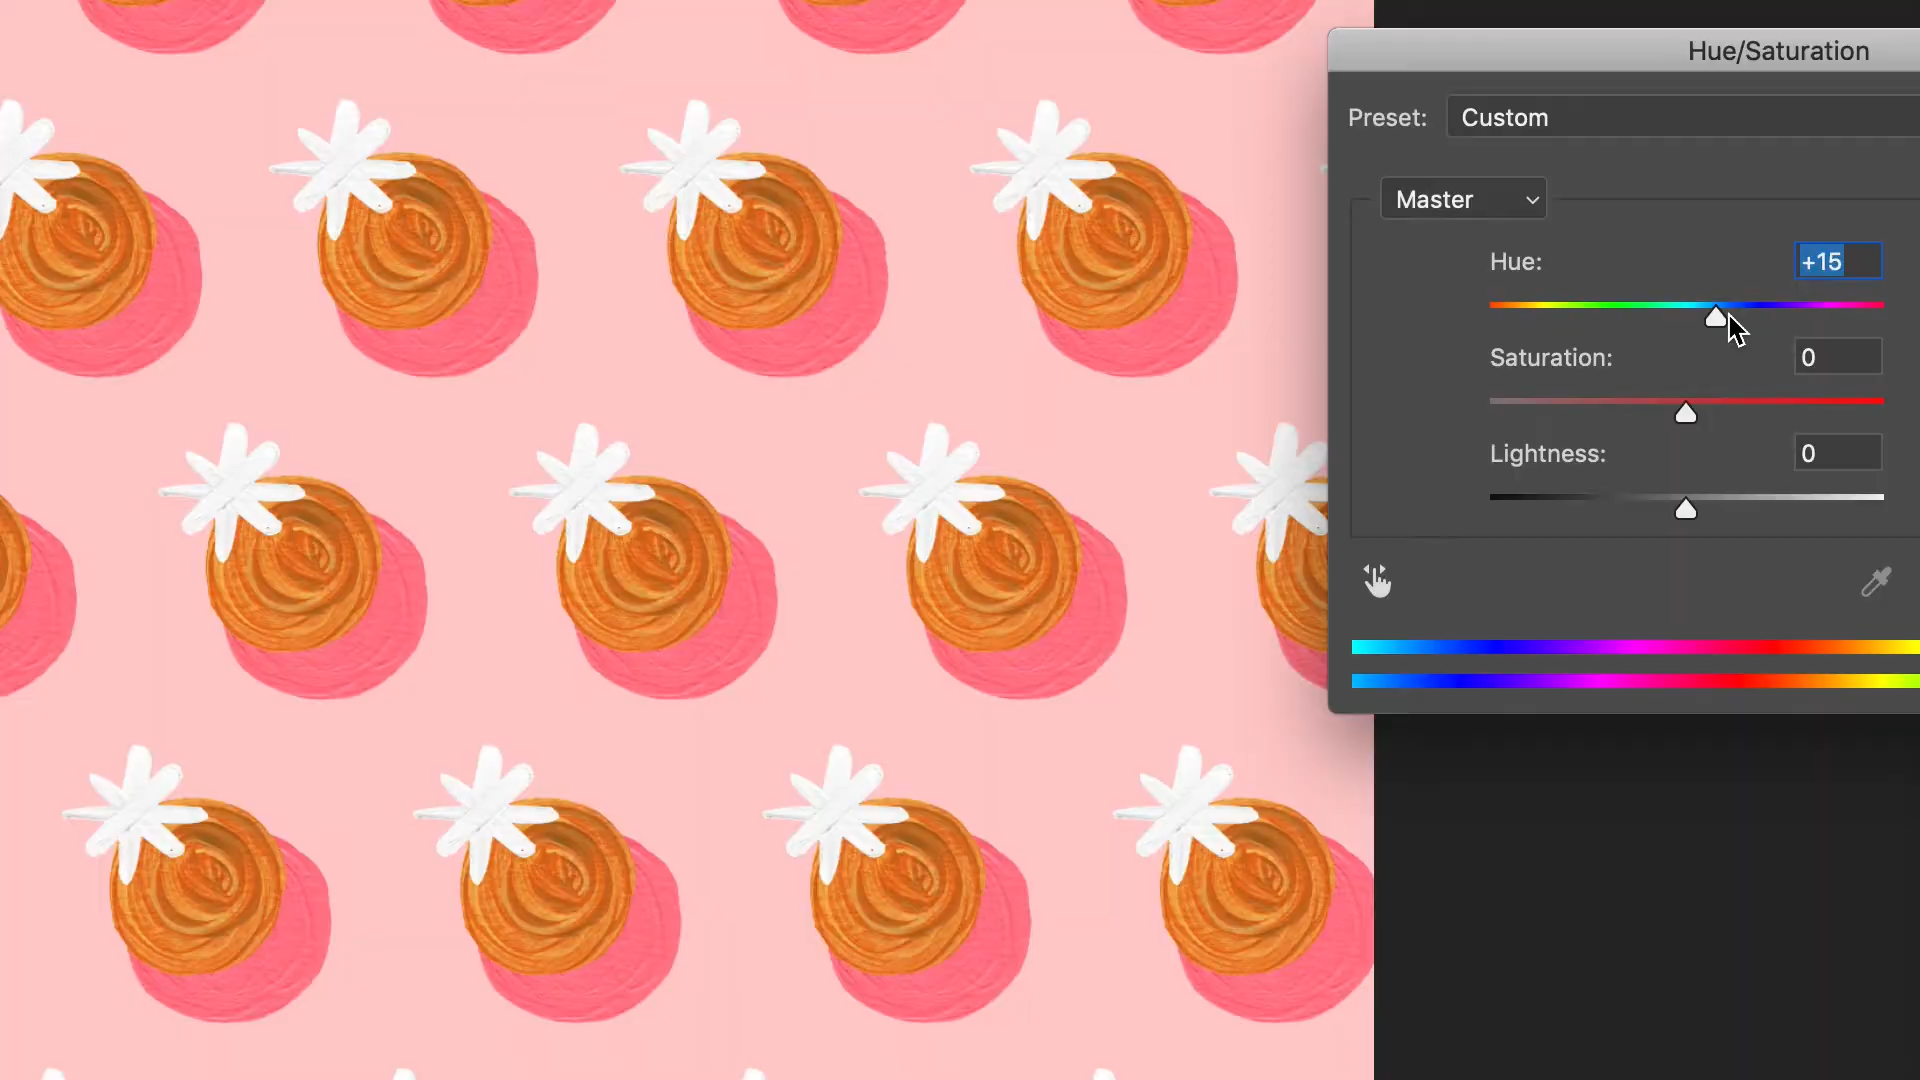 Hue/Saturation
Preset: Custom
Master
Hue: +15
Saturation: 0
Lightness: 0